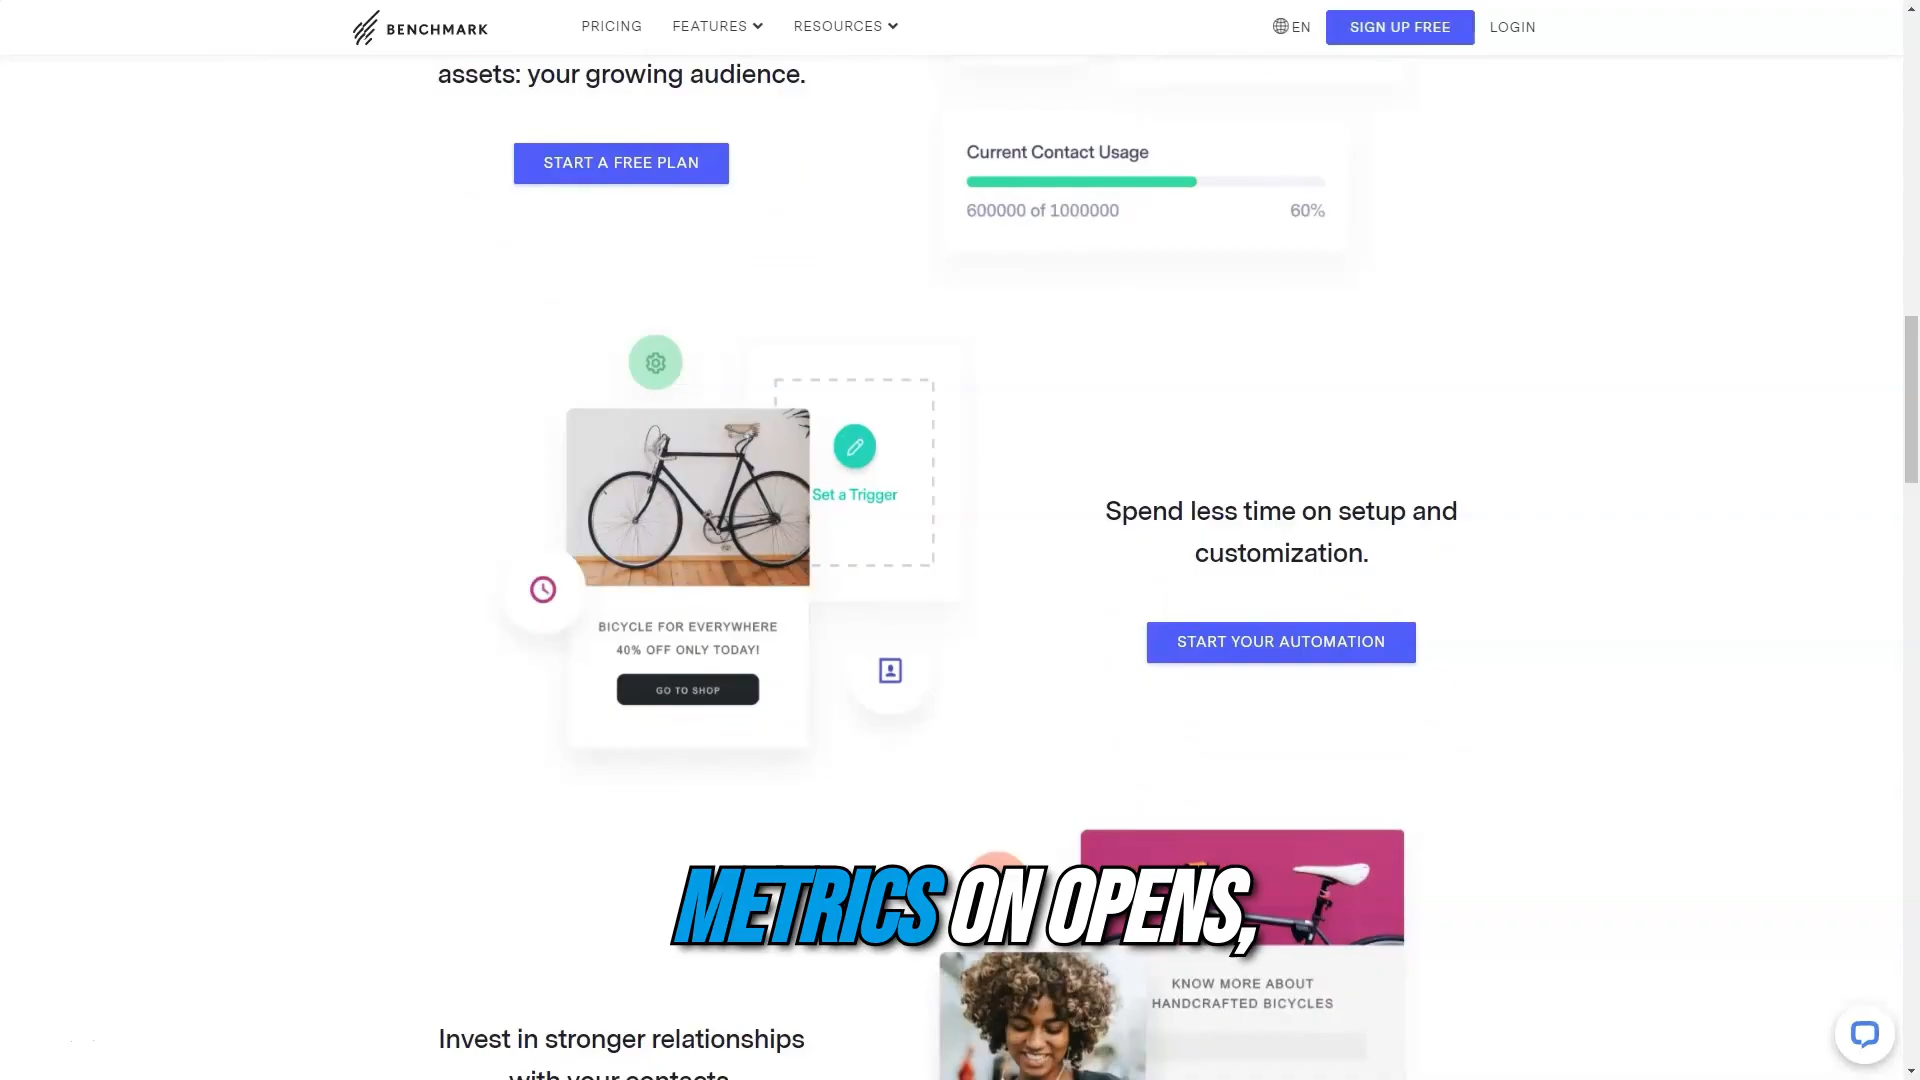 BENCHMARK
PRICING
FEATURES
RESOURCES
EN
SIGN UP FREE
LOGIN
assets: your growing audience.
START A FREE PLAN
Current Contact Usage
600000 of 1000000
60%
Set a Trigger
BICYCLE FOR EVERYWHERE
40% OFF ONLY TODAY!
GO TO SHOP
Spend less time on setup and
customization.
START YOUR AUTOMATION
METRICS ON OPENS,
KNOW MORE ABOUT
HANDCRAFTED BICYCLES
Invest in stronger relationships
with your contacts